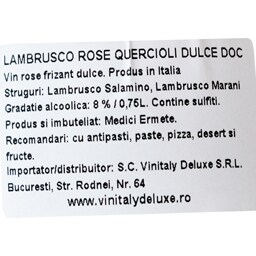 LAMBRUSCO ROSE QUERCIOLI DULCE DOC
Vin rose frizant dulce. Produs in Italia
Struguri: Lambrusco Salamino, Lambrusco Marani
Gradatie alcoolica: 8 % / 0,75L. Contine sulfiti.
Produs si imbuteliat: Medici Ermete.
Recomandari: cu antipasti, paste, pizza, desert si
fructe.
Importator/distribuitor: S.C. Vinitaly Deluxe S.R.L.
Bucuresti, Str. Rodnei, Nr. 64
www.vinitalydeluxe.ro